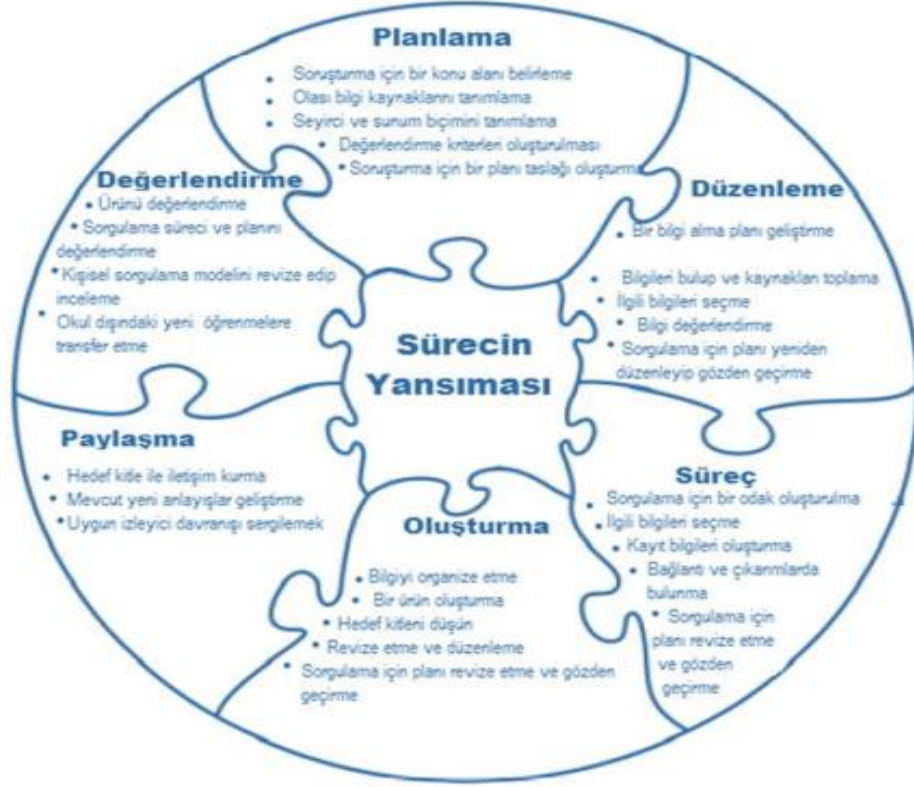 Planlama
• Soruşturma için bir konu alanı belirleme
• Olası bilgi kaynaklarını tanımlama
• Seyirci ve sunum biçimini tanımlama
• Değerlendirme kriterleri oluşturulması
• Soruşturma için bir planı taslağı oluşturma
Düzenleme
• Bir bilgi alma planı geliştirme
• Bilgileri bulup ve kaynakları toplama
• İlgili bilgileri seçme
• Bilgi değerlendirme
• Sorgulama için planı yeniden
düzenleyip gözden geçirme
Süreç
• Sorgulama için bir odak oluşturulma
• İlgili bilgileri seçme
• Kayıt bilgileri oluşturma
• Bağlantı ve çıkarımlarda
bulunma
• Sorgulama için
planı revize etme
ve gözden
geçirme
Oluşturma
• Bilgiyi organize etme
• Bir ürün oluşturma
• Hedef kitleni düşün
• Revize etme ve düzenleme
• Sorgulama için planı revize etme ve gözden
geçirme
Paylaşma
• Hedef kitle ile iletişim kurma
• Mevcut yeni anlayışlar geliştirme
• Uygun izleyici davranışı sergilemek
Değerlendirme
• Ürünü değerlendirme
• Sorgulama süreci ve planını
değerlendirme
• Kişisel sorgulama modelini revize edip
inceleme
• Okul dışındaki yeni öğrenmelere
transfer etme
Sürecin
Yansıması